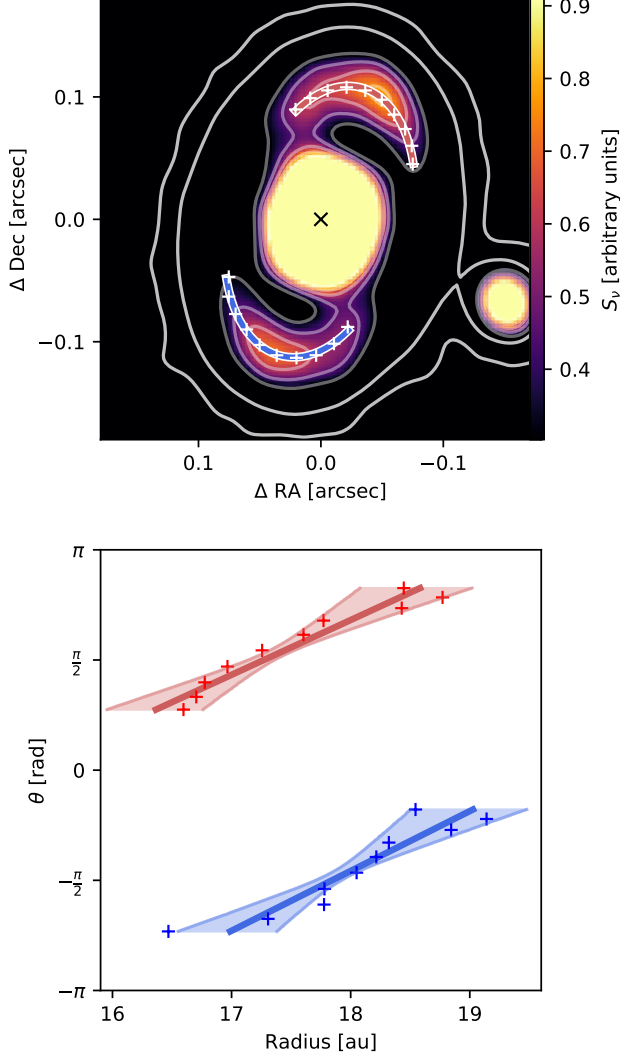 0.1
0.0
−0.1
Δ Dec [arcsec]
0.1
0.0
−0.1
Δ RA [arcsec]
0.9
0.8
0.7
0.6
0.5
0.4
Sν [arbitrary units]
π
π/2
0
−π/2
−π
θ [rad]
16
17
18
19
Radius [au]